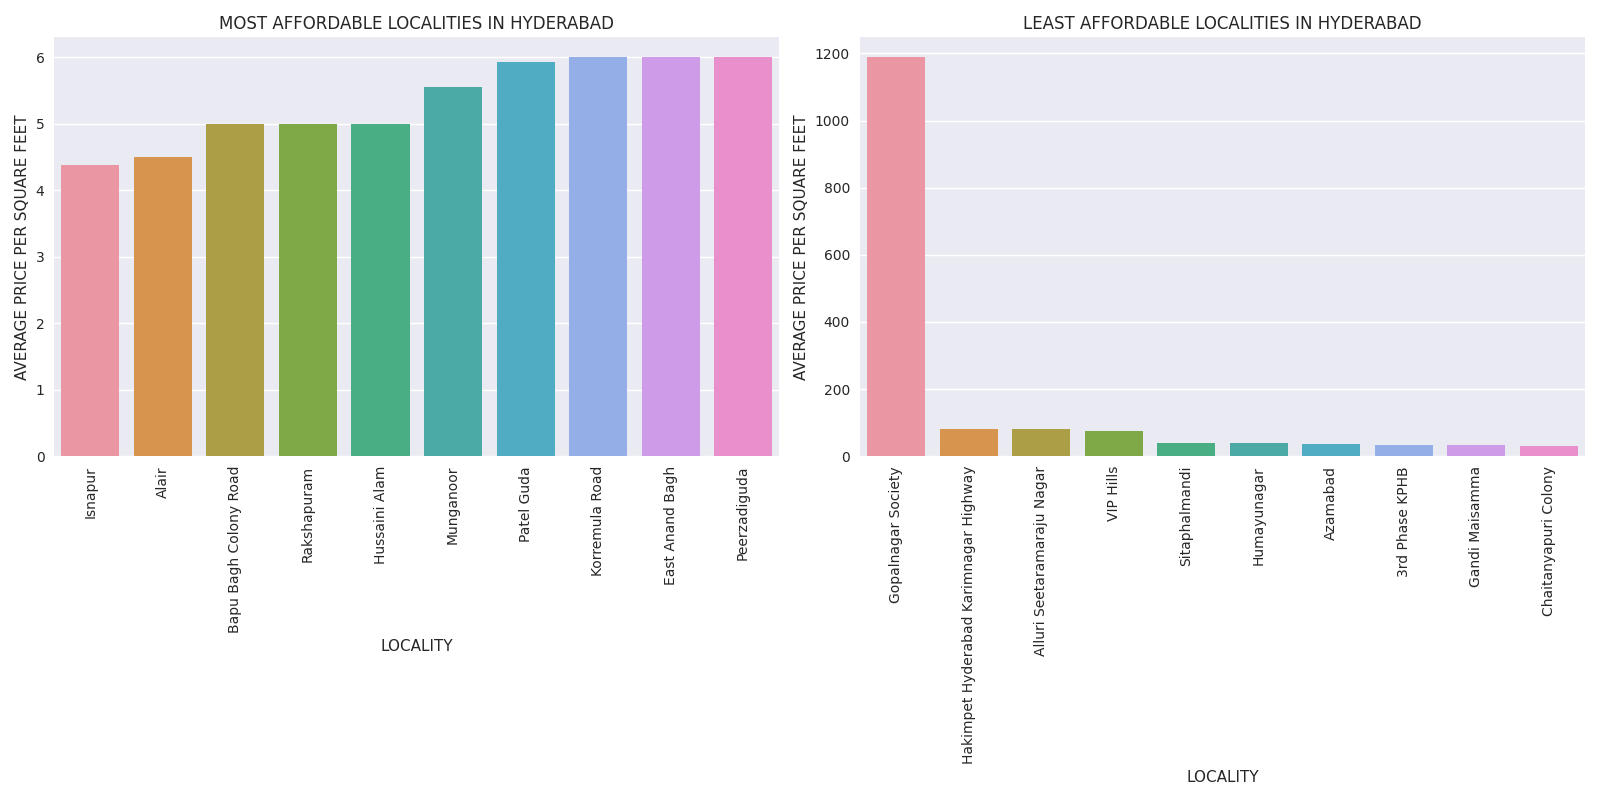 MOST AFFORDABLE LOCALITIES IN HYDERABAD
AVERAGE PRICE PER SQUARE FEET
6
5
4
3
2
1
0
Isnapur
Alair
Bapu Bagh Colony Road
Rakshapuram
Hussaini Alam
Munganoor
Patel Guda
Korremula Road
East Anand Bagh
Peerzadiguda
LOCALITY
LEAST AFFORDABLE LOCALITIES IN HYDERABAD
AVERAGE PRICE PER SQUARE FEET
1200
1000
800
600
400
200
0
Gopalnagar Society
Hakimpet Hyderabad Karimnagar Highway
Alluri Seetaramaraju Nagar
VIP Hills
Sitaphalmandi
Humayunagar
Azamabad
3rd Phase KPHB
Gandi Maisamma
Chaitanyapuri Colony
LOCALITY